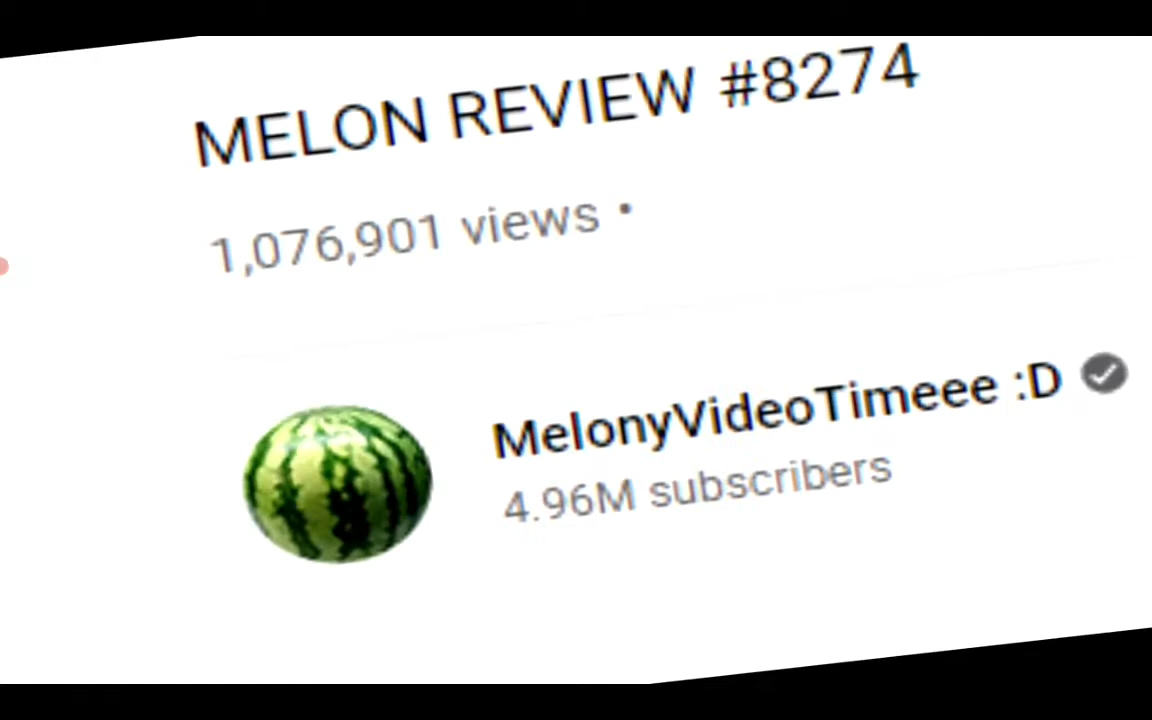 MELON REVIEW #8274
1,076,901 views •
MelonyVideoTimeee :D
4.96M subscribers